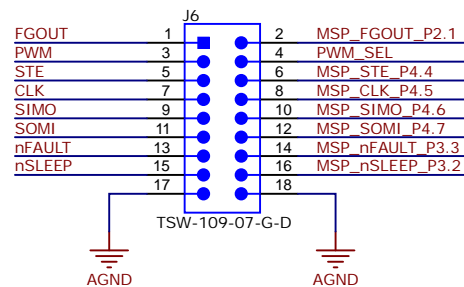 J6
FGOUT 1 2 MSP_FGOUT_P2.1
PWM 3 4 PWM_SEL
STE 5 6 MSP_STE_P4.4
CLK 7 8 MSP_CLK_P4.5
SIMO 9 10 MSP_SIMO_P4.6
SOMI 11 12 MSP_SOMI_P4.7
nFAULT 13 14 MSP_nFAULT_P3.3
nSLEEP 15 16 MSP_nSLEEP_P3.2
17 18
TSW-109-07-G-D
AGND AGND